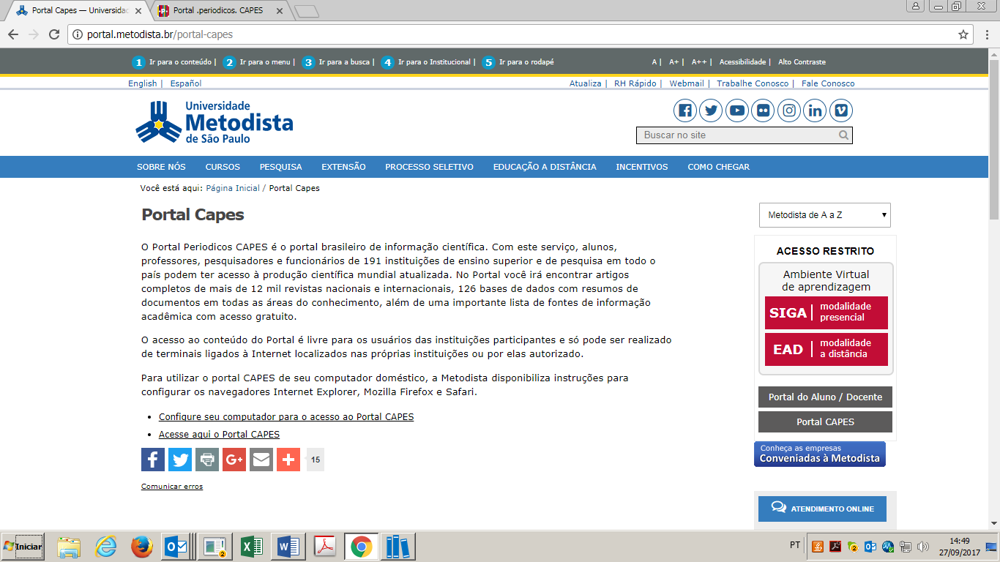 Portal Capes — Universidad
Portal .periodicos. CAPES
portal.metodista.br/portal-capes
1 Ir para o conteúdo | 2 Ir para o menu | 3 Ir para a busca | 4 Ir para o Institucional | 5 Ir para o rodapé
A | A+ | A++ | Acessibilidade | Alto Contraste
English | Español
Atualiza | RH Rápido | Webmail | Trabalhe Conosco | Fale Conosco
Universidade
Metodista
de São Paulo
Buscar no site
SOBRE NÓS CURSOS PESQUISA EXTENSÃO PROCESSO SELETIVO EDUCAÇÃO A DISTÂNCIA INCENTIVOS COMO CHEGAR
Você está aqui: Página Inicial / Portal Capes
Portal Capes
O Portal Periodicos CAPES é o portal brasileiro de informação científica. Com este serviço, alunos,
professores, pesquisadores e funcionários de 191 instituições de ensino superior e de pesquisa em todo o
país podem ter acesso à produção científica mundial atualizada. No Portal você irá encontrar artigos
completos de mais de 12 mil revistas nacionais e internacionais, 126 bases de dados com resumos de
documentos em todas as áreas do conhecimento, além de uma importante lista de fontes de informação
acadêmica com acesso gratuito.
O acesso ao conteúdo do Portal é livre para os usuários das instituições participantes e só pode ser realizado
de terminais ligados à Internet localizados nas próprias instituições ou por elas autorizado.
Para utilizar o portal CAPES de seu computador doméstico, a Metodista disponibiliza instruções para
configurar os navegadores Internet Explorer, Mozilla Firefox e Safari.
• Configure seu computador para o acesso ao Portal CAPES
• Acesse aqui o Portal CAPES
15
Comunicar erros
Metodista de A a Z
ACESSO RESTRITO
Ambiente Virtual
de aprendizagem
SIGA | modalidade
presencial
EAD | modalidade
a distância
Portal do Aluno / Docente
Portal CAPES
Conheça as empresas
Conveniadas à Metodista
ATENDIMENTO ONLINE
Iniciar
2
PT
2
14:49
27/09/2017